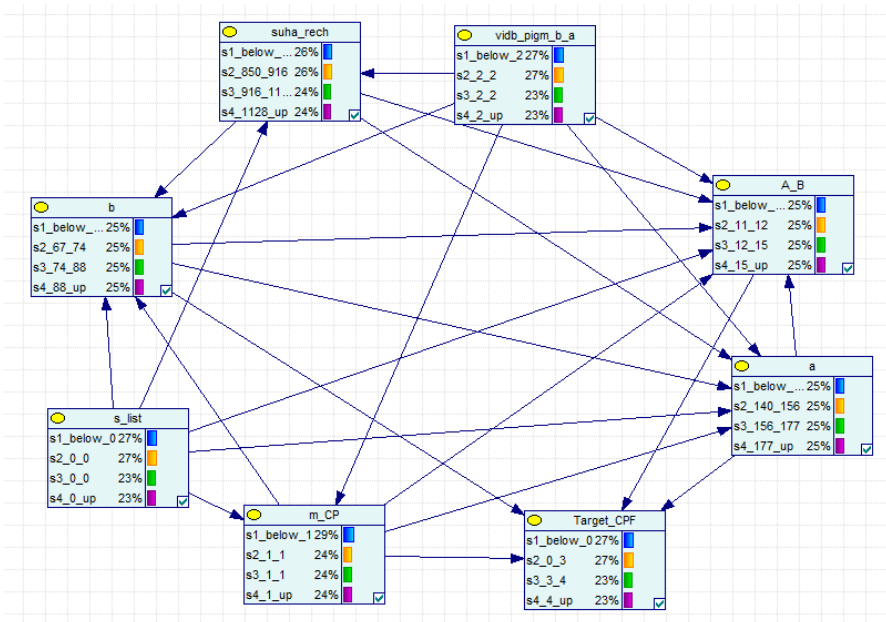 suha_rech
s1_below_... 26%
s2_850_916 26%
s3_916_11... 24%
s4_1128_up 24%
vidb_pigm_b_a
s1_below_2 27%
s2_2_2 27%
s3_2_2 23%
s4_2_up 23%
A_B
s1_below_... 25%
s2_11_12 25%
s3_12_15 25%
s4_15_up 25%
b
s1_below_... 25%
s2_67_74 25%
s3_74_88 25%
s4_88_up 25%
a
s1_below_... 25%
s2_140_156 25%
s3_156_177 25%
s4_177_up 25%
s_list
s1_below_0 27%
s2_0_0 27%
s3_0_0 23%
s4_0_up 23%
m_CP
s1_below_1 29%
s2_1_1 24%
s3_1_1 24%
s4_1_up 24%
Target_CPF
s1_below_0 27%
s2_0_3 27%
s3_3_4 23%
s4_4_up 23%